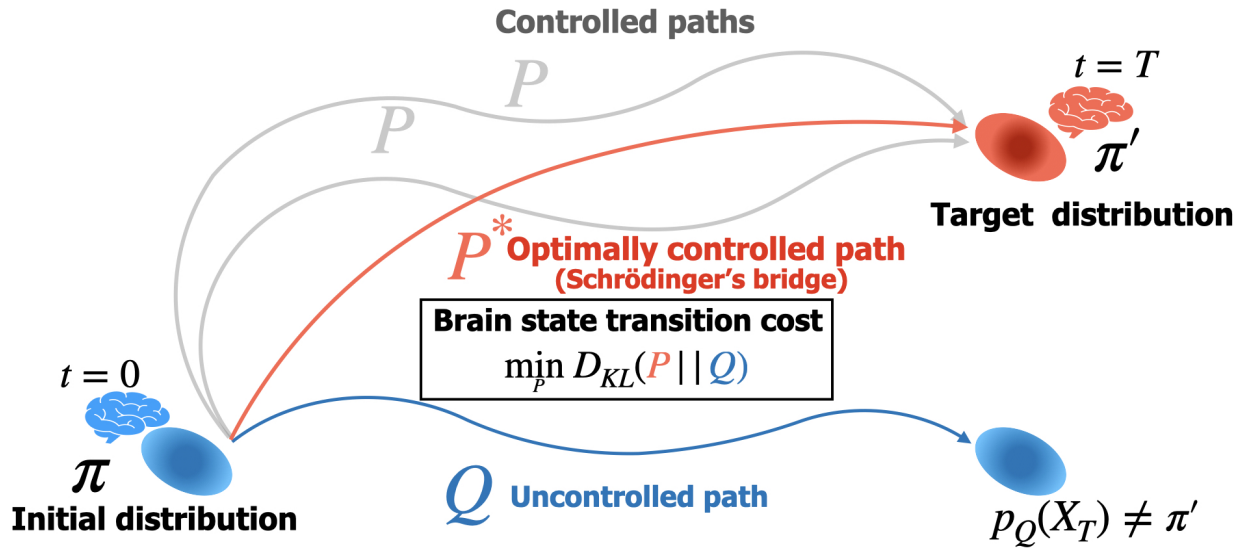 Controlled paths
P
P
t = T
π′
Target distribution
P* Optimally controlled path
(Schrödinger's bridge)
Brain state transition cost
min D_KL(P||Q)
P
t = 0
π
Initial distribution
Q Uncontrolled path
p_Q(X_T) ≠ π′